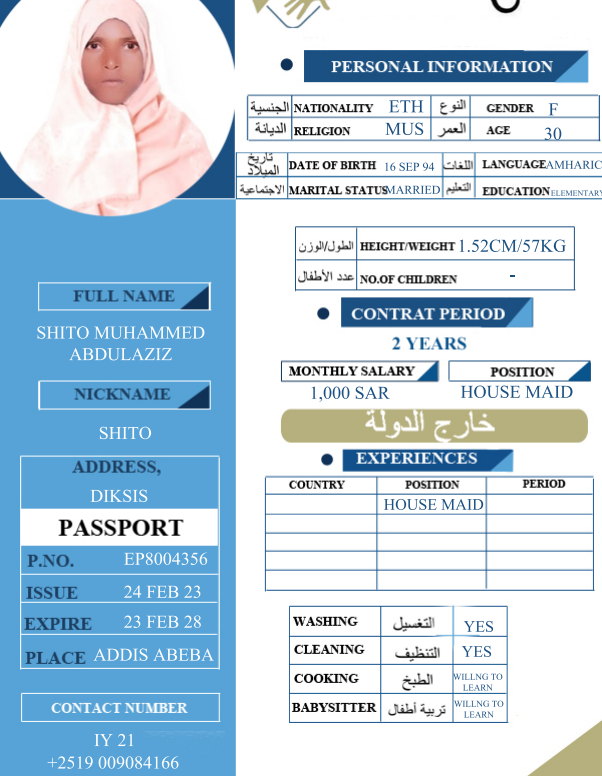 PERSONAL INFORMATION
الجنسية NATIONALITY ETH النوع GENDER F
الديانة RELIGION MUS العمر AGE 30
تاريخ الميلاد DATE OF BIRTH 16 SEP 94 اللغات LANGUAGE AMHARIC
الاجتماعية MARITAL STATUS MARRIED التعليم EDUCATION ELEMENTARY
الطول/الوزن HEIGHT/WEIGHT 1.52CM/57KG
عدد الأطفال NO.OF CHILDREN -
FULL NAME
SHITO MUHAMMED
ABDULAZIZ
NICKNAME
SHITO
ADDRESS,
DIKSIS
PASSPORT
P.NO. EP8004356
ISSUE 24 FEB 23
EXPIRE 23 FEB 28
PLACE ADDIS ABEBA
CONTACT NUMBER
IY 21
+2519 009084166
CONTRAT PERIOD
2 YEARS
MONTHLY SALARY POSITION
1,000 SAR HOUSE MAID
خارج الدولة
EXPERIENCES
COUNTRY POSITION PERIOD
HOUSE MAID
WASHING التغسيل YES
CLEANING التنظيف YES
COOKING الطبخ WILLNG TO LEARN
BABYSITTER تربية أطفال WILLNG TO LEARN